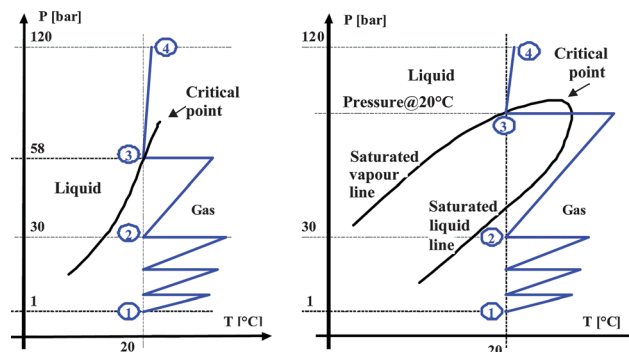 P [bar]
120
4
Critical
point
3
58
Liquid
Gas
30
2
1
1
T [°C]
20
P [bar]
120
4
Liquid
Critical
point
Pressure@20°C
3
Saturated
vapour
line
Saturated
liquid
line
Gas
30
2
1
1
T [°C]
20